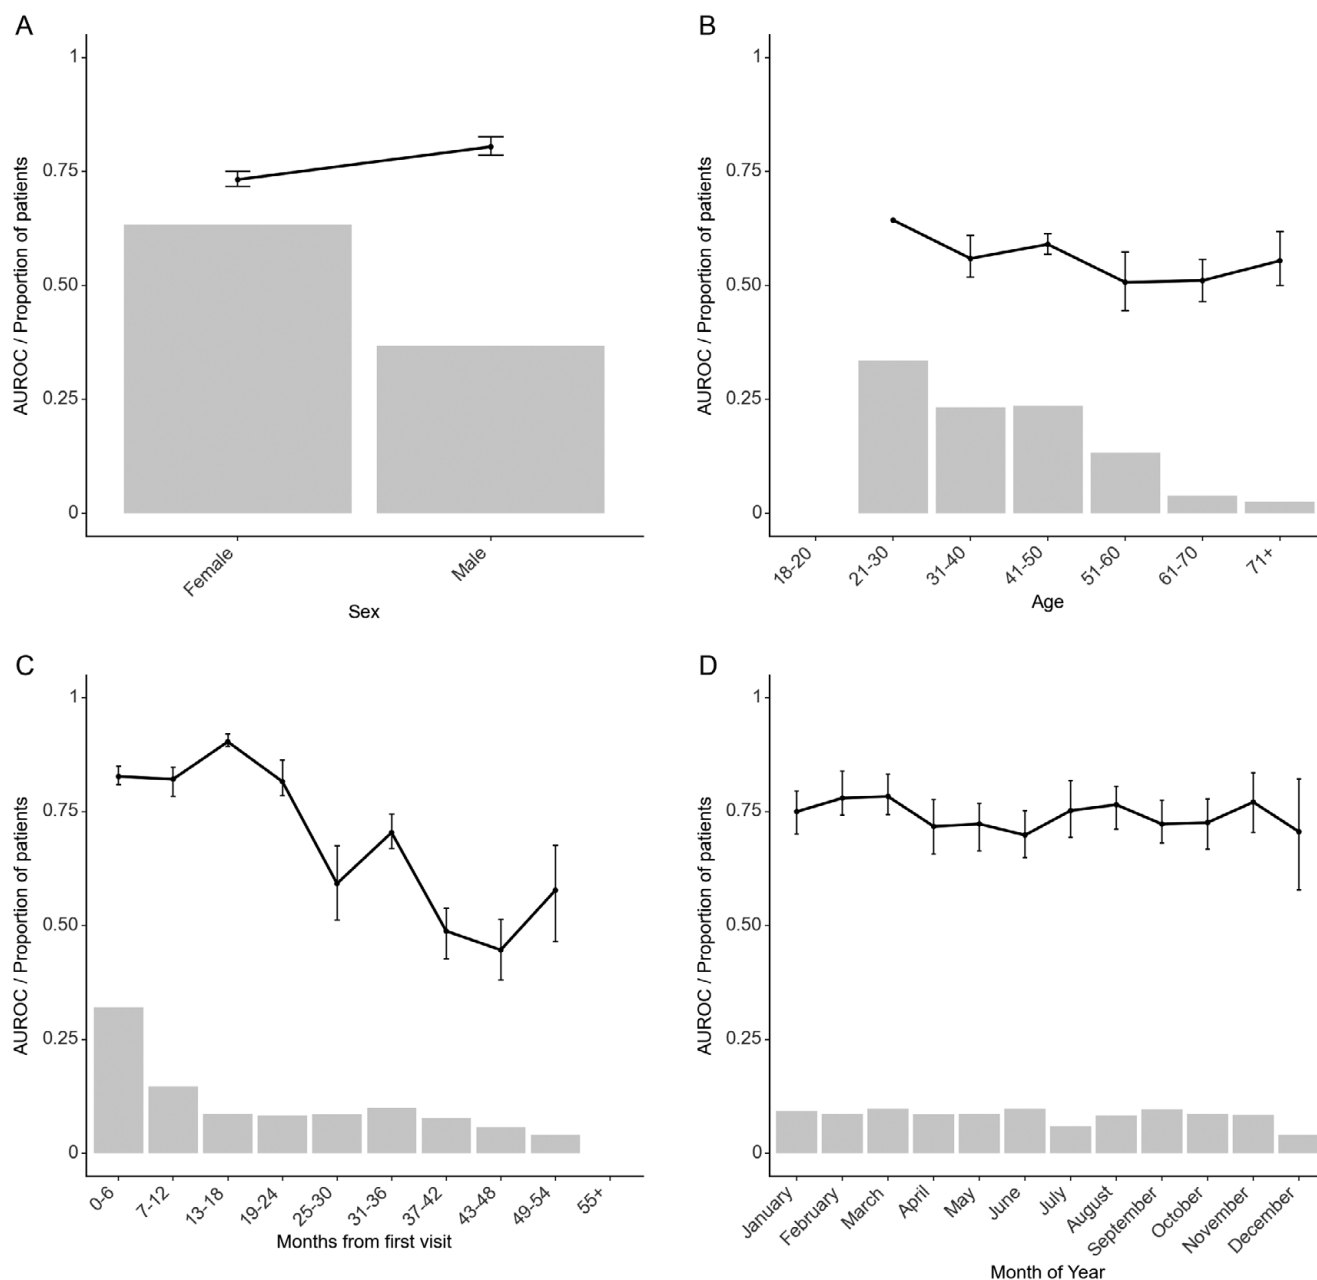 A
AUROC / Proportion of patients
1
0.75
0.50
0.25
0
Female
Male
Sex
B
AUROC / Proportion of patients
1
0.75
0.50
0.25
0
18-20
21-30
31-40
41-50
51-60
61-70
71+
Age
C
AUROC / Proportion of patients
1
0.75
0.50
0.25
0
0-6
7-12
13-18
19-24
25-30
31-36
37-42
43-48
49-54
55+
Months from first visit
D
AUROC / Proportion of patients
1
0.75
0.50
0.25
0
January
February
March
April
May
June
July
August
September
October
November
December
Month of Year